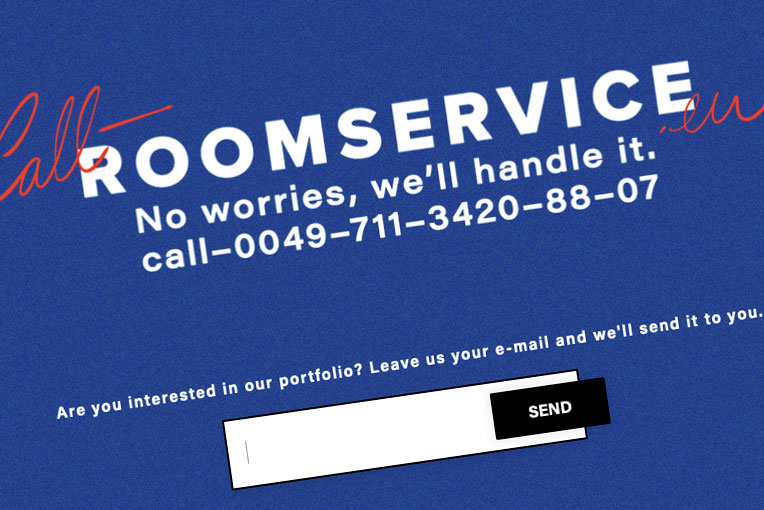 Call-
ROOMSERVICE
.eu
No worries, we'll handle it.
call–0049–711–3420–88–07
Are you interested in our portfolio? Leave us your e-mail and we'll send it to you.
SEND